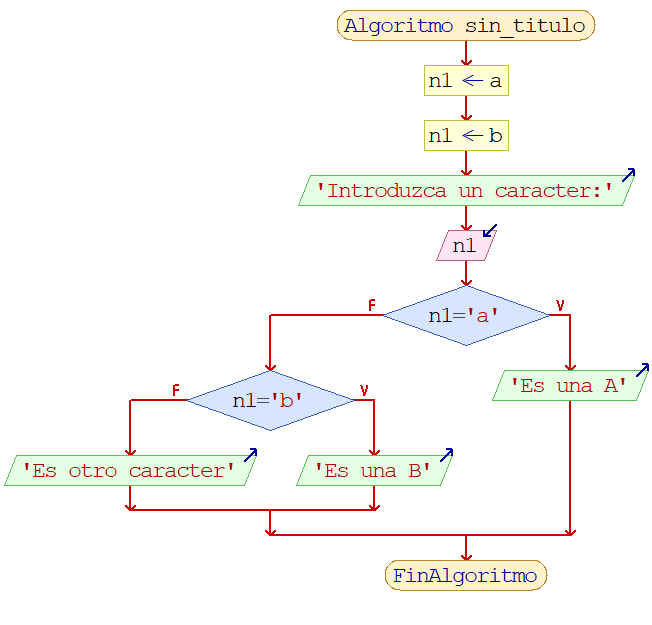 Algoritmo sin_titulo
n1 ← a
n1 ← b
'Introduzca un caracter:'
n1
F
n1='a'
V
F
n1='b'
V
'Es una A'
'Es otro caracter'
'Es una B'
FinAlgoritmo